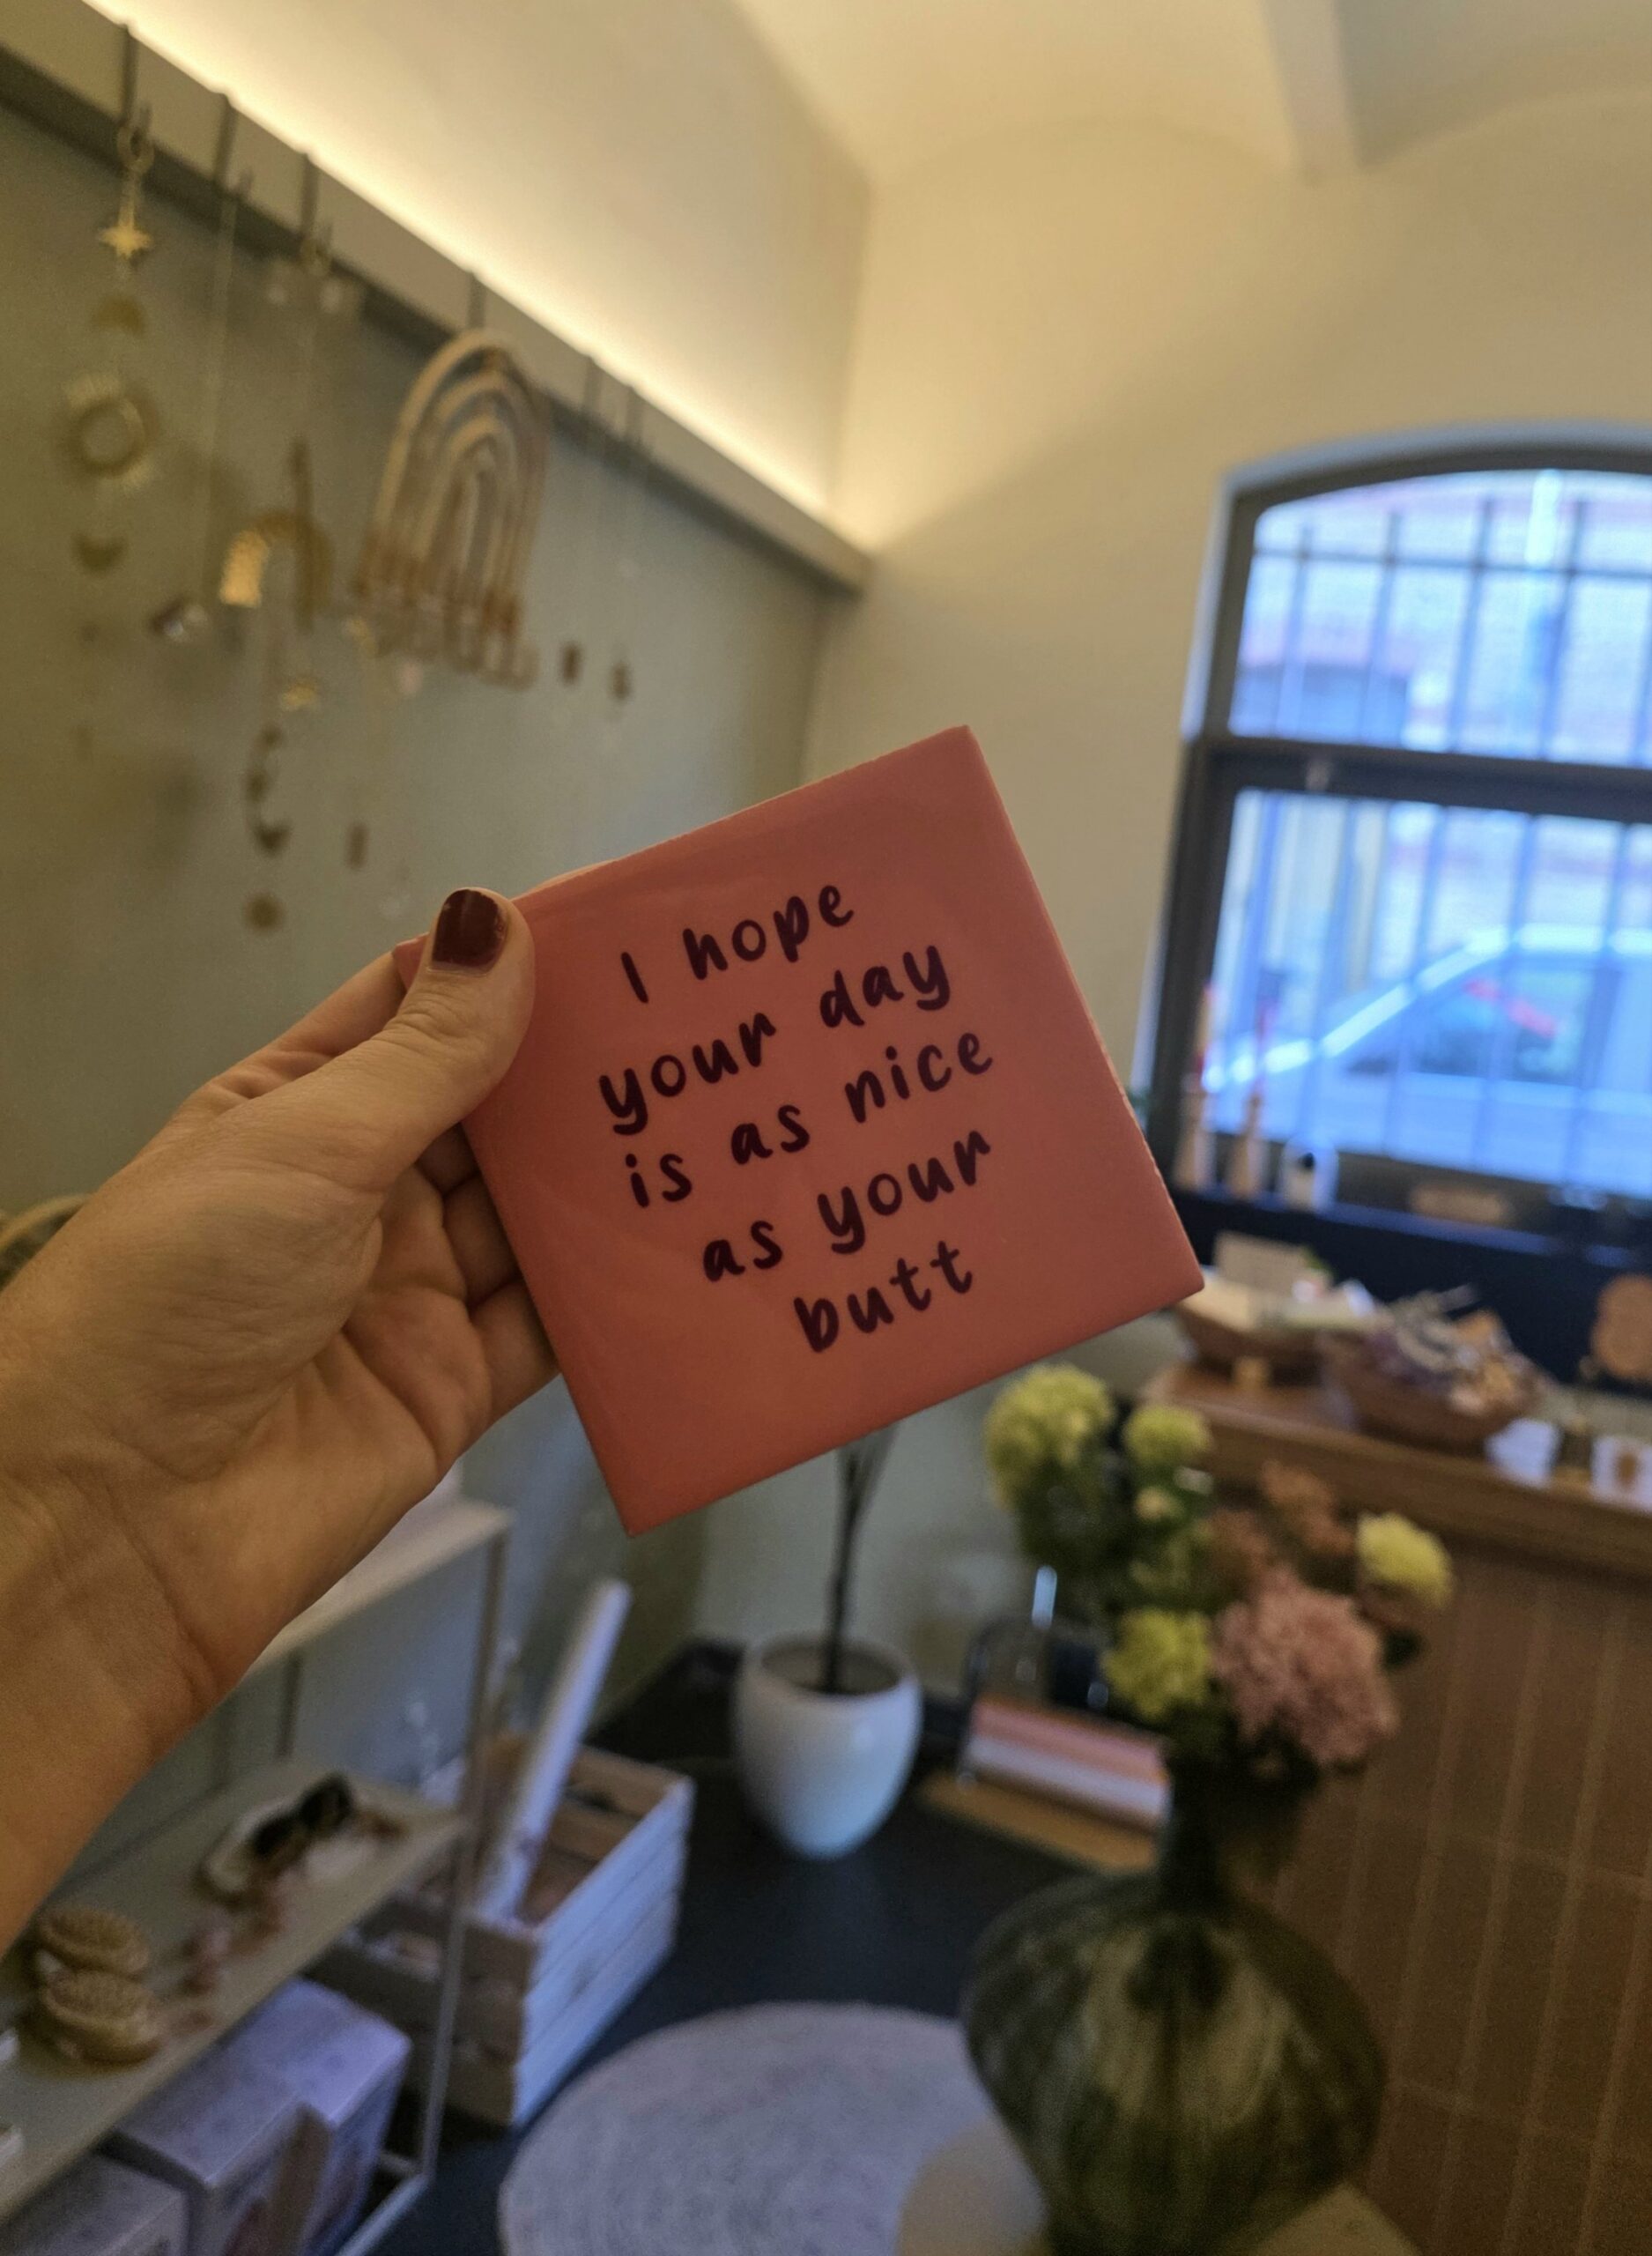 I hope
your day
is as nice
as your
butt